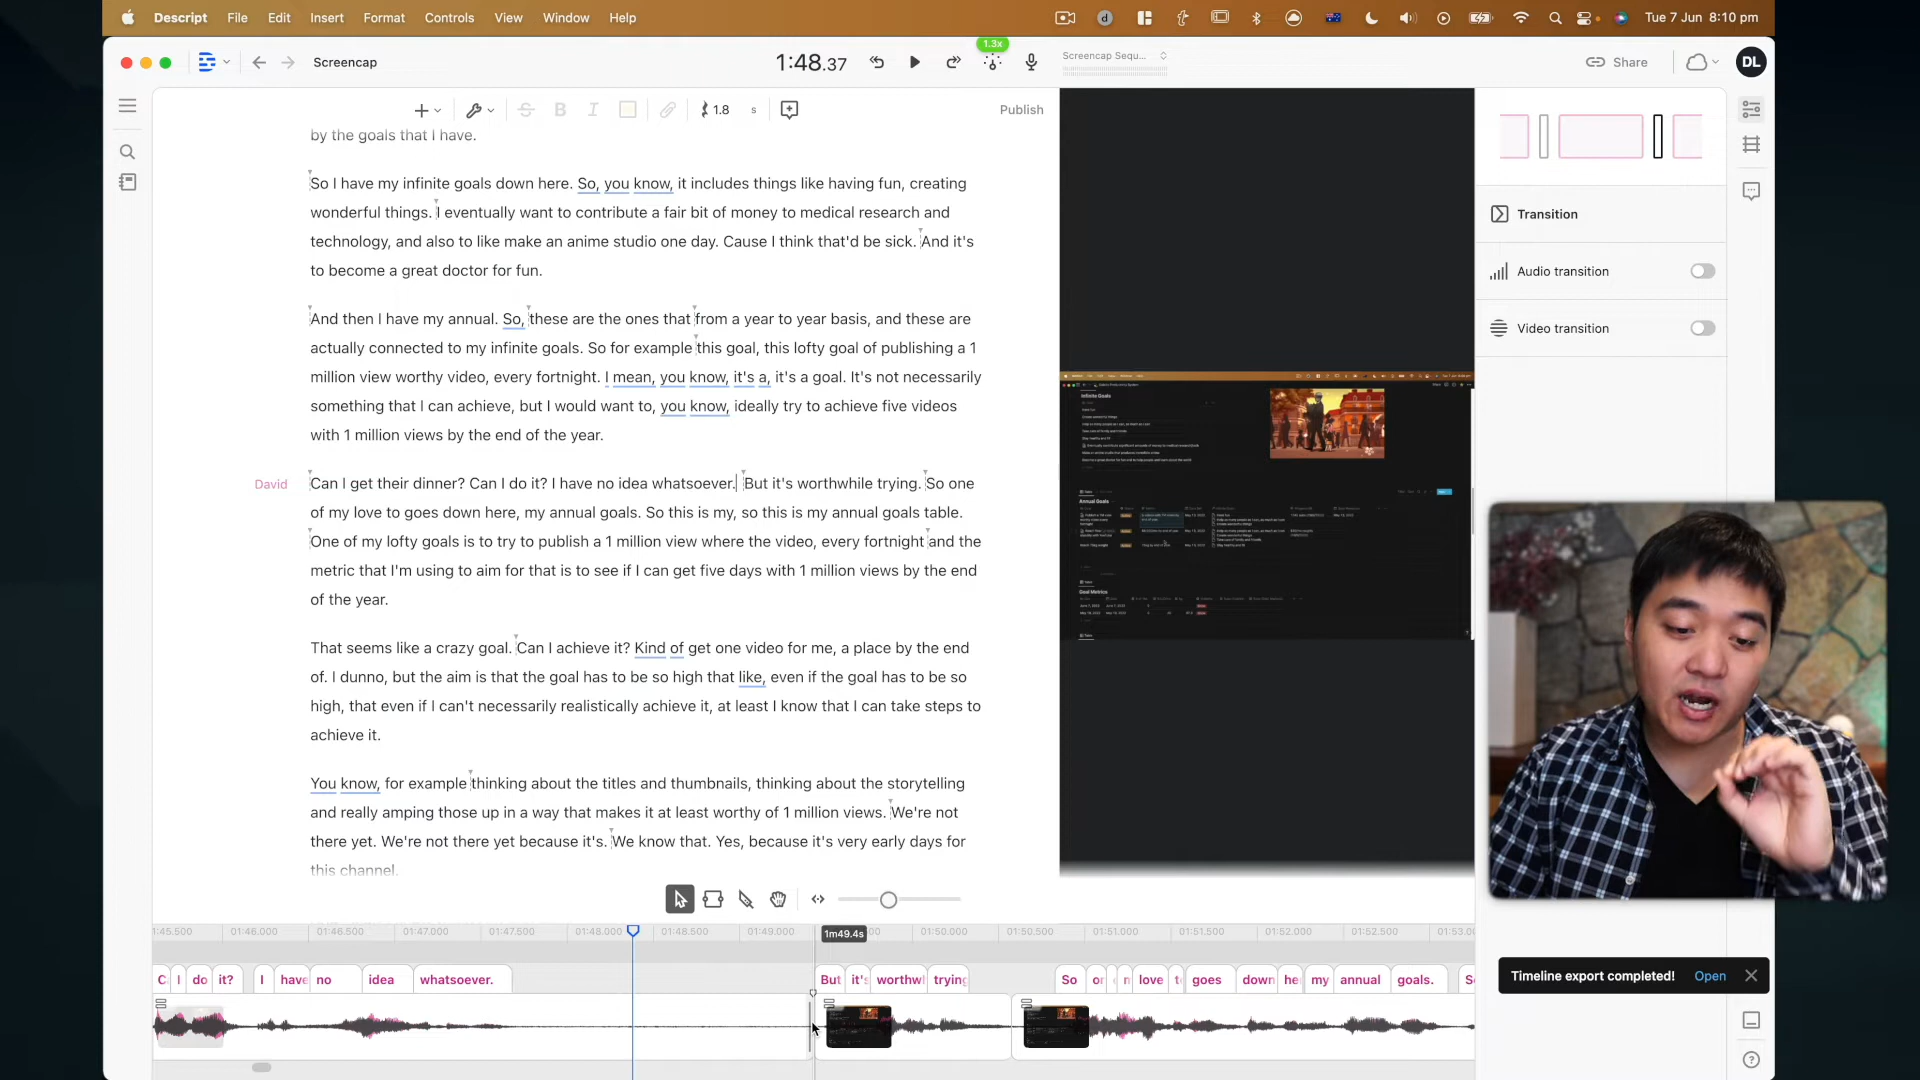 Descript File Edit Insert Format Controls View Window Help
Tue 7 Jun 8:10 pm
1.3x
Screencap
1:48.37
Screencap Sequ...
Share
DL
1.8 s
Publish
by the goals that I have.
So I have my infinite goals down here. So, you know, it includes things like having fun, creating
wonderful things. I eventually want to contribute a fair bit of money to medical research and
technology, and also to like make an anime studio one day. Cause I think that'd be sick. And it's
to become a great doctor for fun.
And then I have my annual. So, these are the ones that from a year to year basis, and these are
actually connected to my infinite goals. So for example this goal, this lofty goal of publishing a 1
million view worthy video, every fortnight. I mean, you know, it's a, it's a goal. It's not necessarily
something that I can achieve, but I would want to, you know, ideally try to achieve five videos
with 1 million views by the end of the year.
David
Can I get their dinner? Can I do it? I have no idea whatsoever. But it's worthwhile trying. So one
of my love to goes down here, my annual goals. So this is my, so this is my annual goals table.
One of my lofty goals is to try to publish a 1 million view where the video, every fortnight and the
metric that I'm using to aim for that is to see if I can get five days with 1 million views by the end
of the year.
That seems like a crazy goal. Can I achieve it? Kind of get one video for me, a place by the end
of. I dunno, but the aim is that the goal has to be so high that like, even if the goal has to be so
high, that even if I can't necessarily realistically achieve it, at least I know that I can take steps to
achieve it.
You know, for example thinking about the titles and thumbnails, thinking about the storytelling
and really amping those up in a way that makes it at least worthy of 1 million views. We're not
there yet. We're not there yet because it's. We know that. Yes, because it's very early days for
this channel.
Transition
Audio transition
Video transition
Infinite Goals
Annual Goals
Goal Metrics
1:45.500 01:46.000 01:46.500 01:47.000 01:47.500 01:48.000 01:48.500 01:49.000 1m49.4s 01:50.000 01:50.500 01:51.000 01:51.500 01:52.000 01:52.500 01:53.0
C I do it? I have no idea whatsoever. But it's worthwl trying So or m love t goes down he my annual goals. S
Timeline export completed! Open